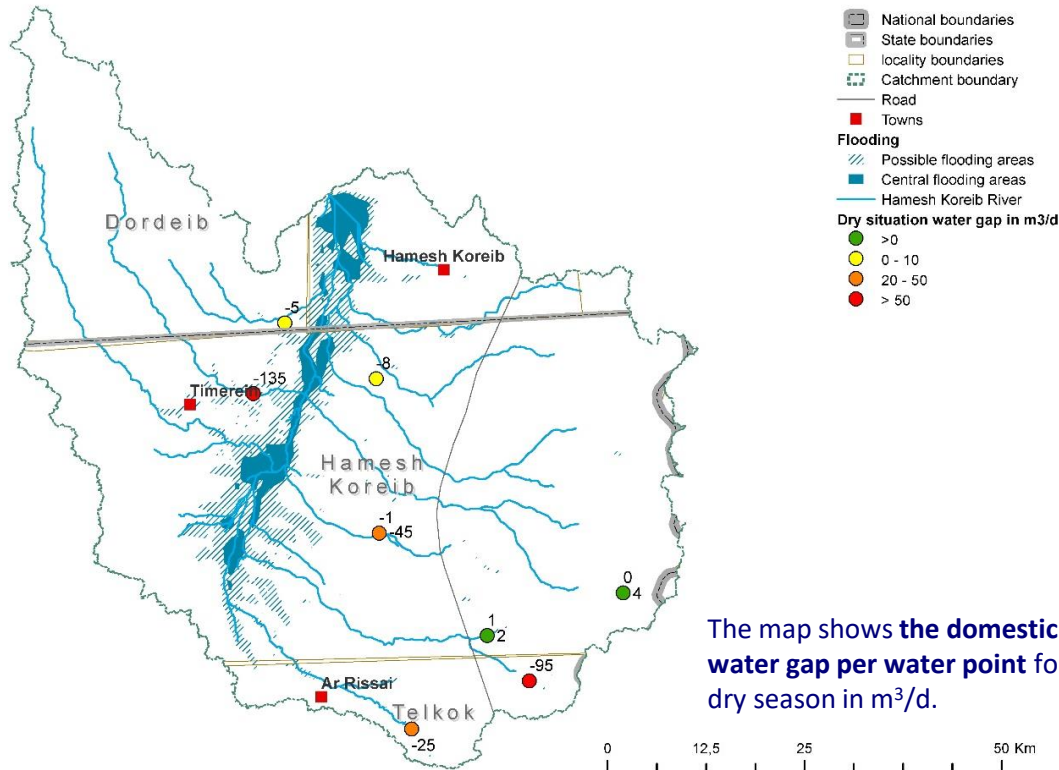 National boundaries
State boundaries
locality boundaries
Catchment boundary
Road
Towns
Flooding
Possible flooding areas
Central flooding areas
Hamesh Koreib River
Dry situation water gap in m3/d
>0
0 - 10
20 - 50
> 50
Dordeib
Hamesh Koreib
-5
-8
-135
Timerein
Hamesh
Koreib
-1
-45
0
4
1
2
-95
Ar Rissai
Telkok
-25
The map shows the domestic
water gap per water point fo
dry season in m³/d.
0 12,5 25 50 Km